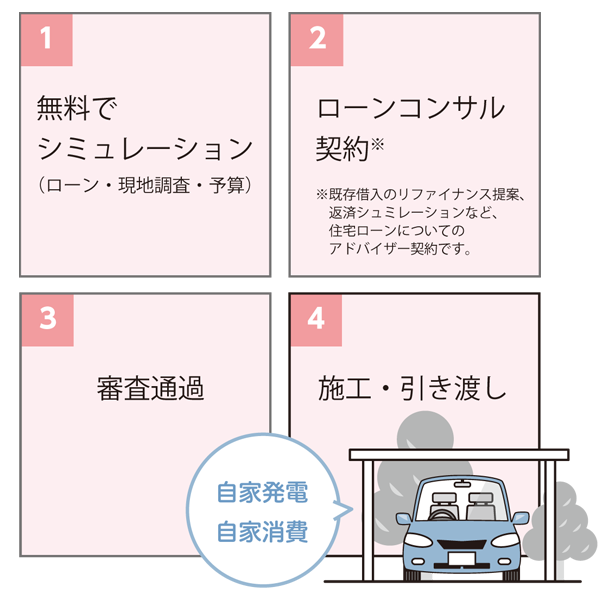 1
無料で
シミュレーション
（ローン・現地調査・予算）
2
ローンコンサル
契約※
※既存借入のリファイナンス提案、
返済シュミレーションなど、
住宅ローンについての
アドバイザー契約です。
3
審査通過
4
施工・引き渡し
自家発電
自家消費